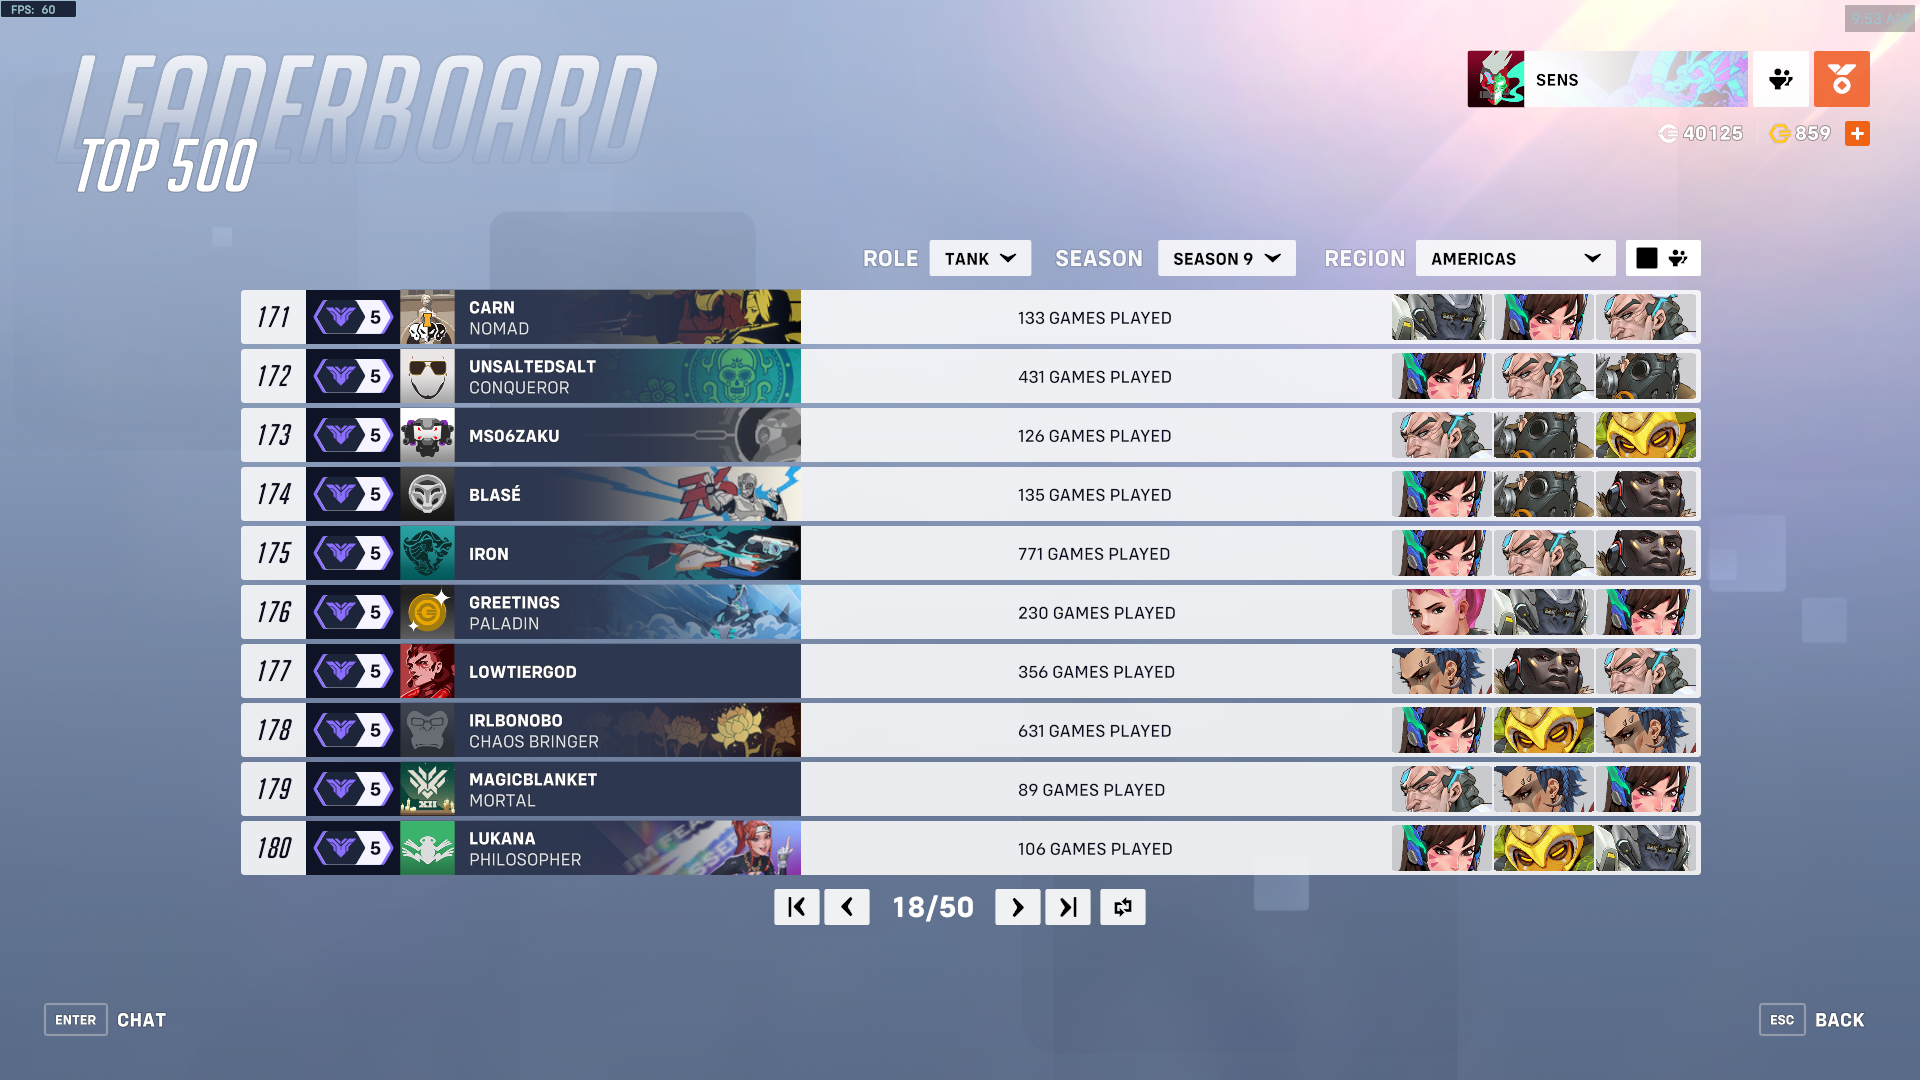 FPS: 60
9:53 AM
LEADERBOARD
TOP 500
SENS
40125
859
ROLE TANK SEASON SEASON 9 REGION AMERICAS
171 5 CARN
NOMAD
133 GAMES PLAYED
172 5 UNSALTEDSALT
CONQUEROR
431 GAMES PLAYED
173 5 MS06ZAKU
126 GAMES PLAYED
174 5 BLASÉ
135 GAMES PLAYED
175 5 IRON
771 GAMES PLAYED
176 5 GREETINGS
PALADIN
230 GAMES PLAYED
177 5 LOWTIERGOD
356 GAMES PLAYED
178 5 IRLBONOBO
CHAOS BRINGER
631 GAMES PLAYED
179 5 MAGICBLANKET
MORTAL
XII
89 GAMES PLAYED
180 5 LUKANA
PHILOSOPHER
106 GAMES PLAYED
18/50
ENTER CHAT
ESC BACK